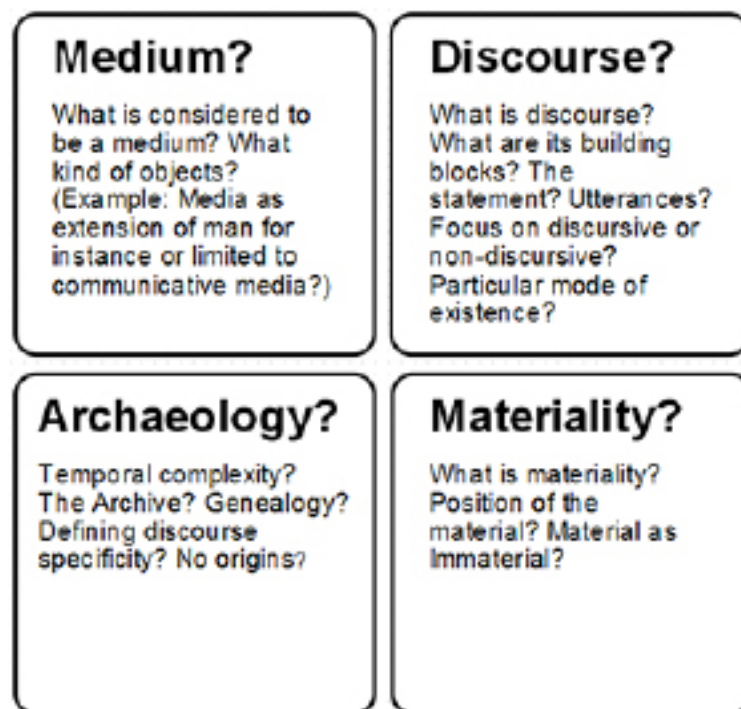 Medium?
What is considered to
be a medium? What
kind of objects?
(Example: Media as
extension of man for
instance or limited to
communicative media?)
Discourse?
What is discourse?
What are its building
blocks? The
statement? Utterances?
Focus on discursive or
non-discursive?
Particular mode of
existence?
Archaeology?
Temporal complexity?
The Archive? Genealogy?
Defining discourse
specificity? No origins?
Materiality?
What is materiality?
Position of the
material? Material as
Immaterial?